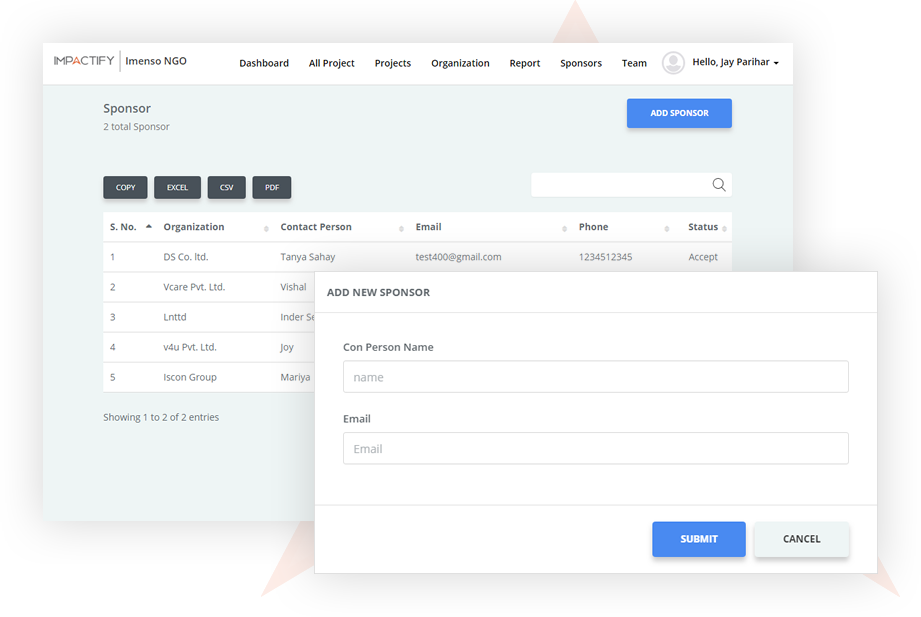 IMPACTIFY Imenso NGO Dashboard All Project Projects Organization Report Sponsors Team Hello, Jay Parihar
Sponsor
2 total Sponsor
ADD SPONSOR
COPY EXCEL CSV PDF
S. No. Organization Contact Person Email Phone Status
1 DS Co. ltd. Tanya Sahay test400@gmail.com 1234512345 Accept
2 Vcare Pvt. Ltd. Vishal
3 Lnttd Inder
4 v4u Pvt. Ltd. Joy
5 Iscon Group Mariya
Showing 1 to 2 of 2 entries
ADD NEW SPONSOR
Con Person Name
name
Email
Email
SUBMIT CANCEL